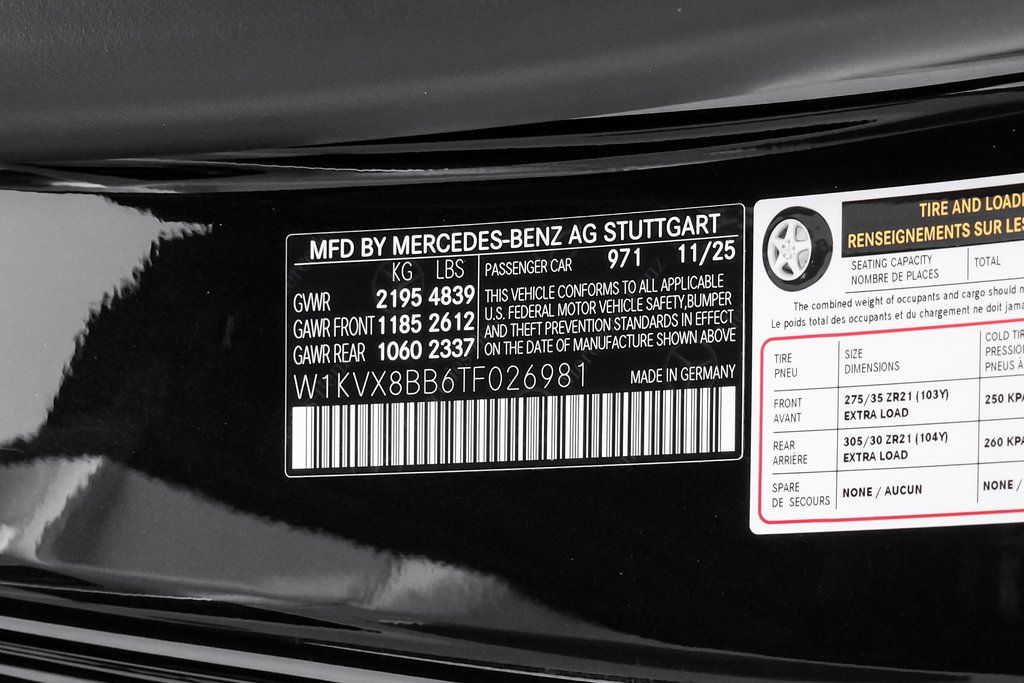 MFD BY MERCEDES-BENZ AG STUTTGART
KG LBS
GVWR 2195 4839
GAWR FRONT 1185 2612
GAWR REAR 1060 2337
PASSENGER CAR 971 11/25
THIS VEHICLE CONFORMS TO ALL APPLICABLE
U.S. FEDERAL MOTOR VEHICLE SAFETY,BUMPER
AND THEFT PREVENTION STANDARDS IN EFFECT
ON THE DATE OF MANUFACTURE SHOWN ABOVE
W1KVX8BB6TF026981
MADE IN GERMANY
TIRE AND LOADI
RENSEIGNEMENTS SUR LES
SEATING CAPACITY
NOMBRE DE PLACES
TOTAL
The combined weight of occupants and cargo should n
Le poids total des occupants et du chargement ne doit jama
TIRE
PNEU
SIZE
DIMENSIONS
COLD TIR
PRESSIO
PNEUS À
FRONT
AVANT
275/35 ZR21 (103Y)
EXTRA LOAD
250 KPA
REAR
ARRIÈRE
305/30 ZR21 (104Y)
EXTRA LOAD
260 KPA
SPARE
DE SECOURS
NONE / AUCUN
NONE /